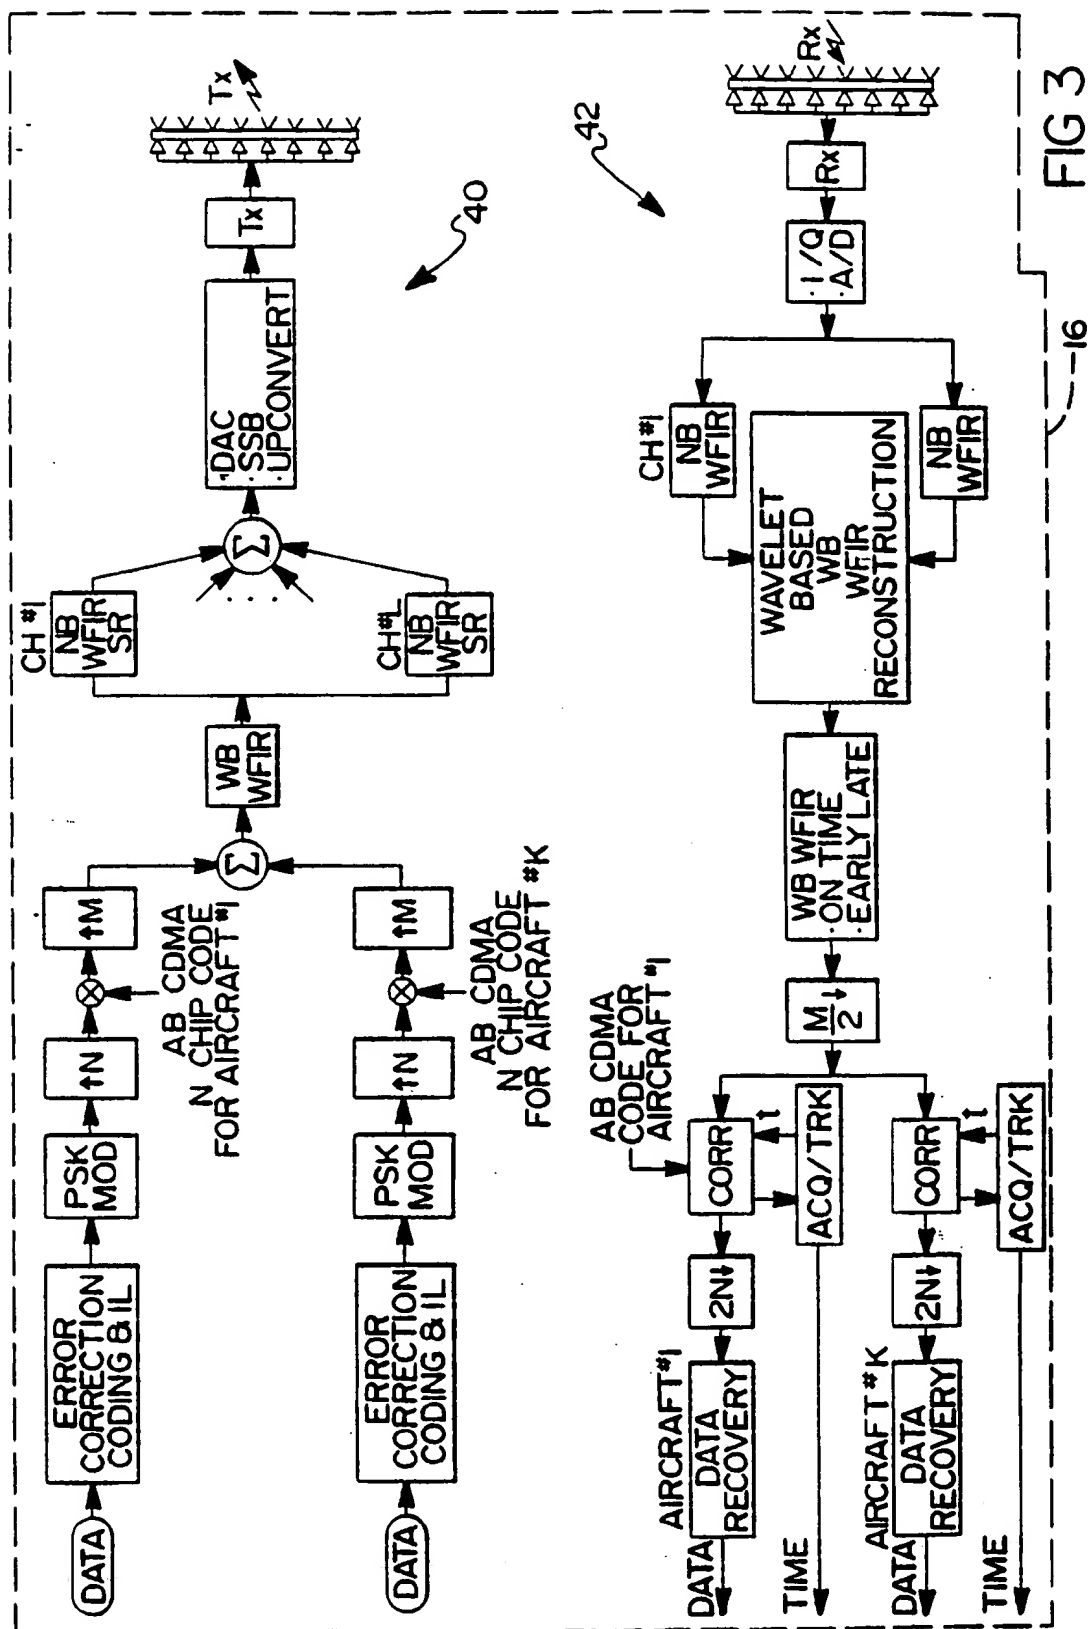 DATA
ERROR
CORRECTION
CODING & IL
PSK
MOD
↑N
AB CDMA
N CHIP CODE
FOR AIRCRAFT #1
↑M
Σ
WB
WFIR
CH #1
NB
WFIR
SR
Σ
. . . .
·DAC
·SSB
·UPCONVERT
Tx
Tx
40
DATA
ERROR
CORRECTION
CODING & IL
PSK
MOD
↑N
AB CDMA
N CHIP CODE
FOR AIRCRAFT #K
↑M
CH #L
NB
WFIR
SR
42
Rx
Rx
·I/Q
·A/D
CH #1
NB
WFIR
NB
WFIR
WAVELET
BASED
WB
WFIR
RECONSTRUCTION
WB WFIR
·ON TIME
·EARLY LATE
M/2 ↓
AB CDMA
CODE FOR
AIRCRAFT #1
CORR
t
ACQ/TRK
2N↓
AIRCRAFT #1
DATA
RECOVERY
DATA
TIME
CORR
t
ACQ/TRK
2N↓
AIRCRAFT #K
DATA
RECOVERY
DATA
TIME
16
FIG 3